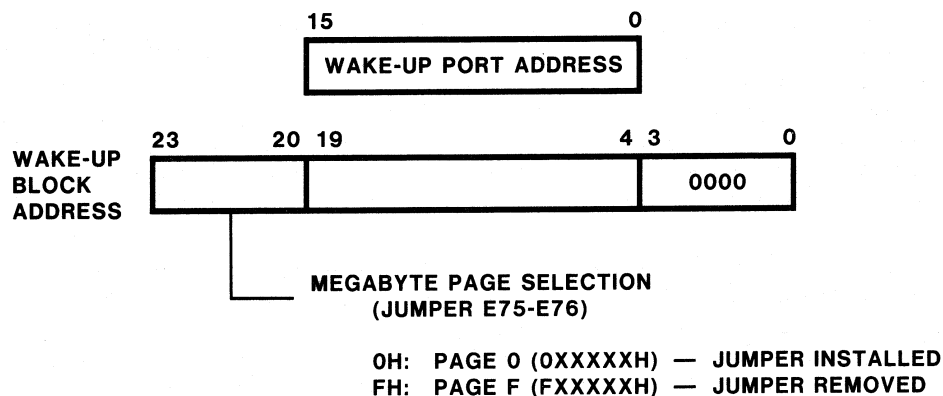 15 0
WAKE-UP PORT ADDRESS
23 20 19 4 3 0
WAKE-UP
BLOCK
ADDRESS
0000
MEGABYTE PAGE SELECTION
(JUMPER E75-E76)
0H: PAGE 0 (0XXXXXH) — JUMPER INSTALLED
FH: PAGE F (FXXXXXH) — JUMPER REMOVED